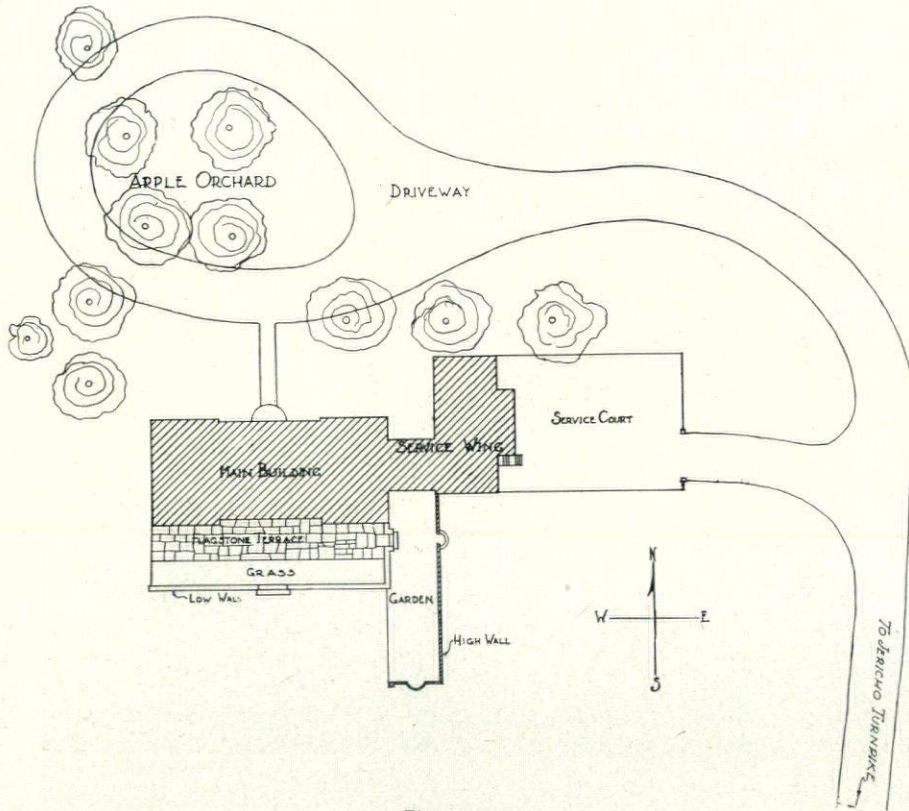 APPLE ORCHARD
DRIVEWAY
SERVICE COURT
SERVICE WING
MAIN BUILDING
FLAGSTONE TERRACE
GRASS
LOW WALL
GARDEN
HIGH WALL
N
W E
S
TO JERICHO TURNPIKE